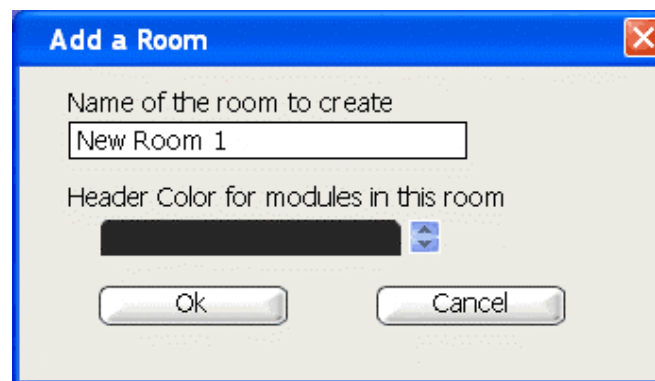 Add a Room
Name of the room to create
New Room 1
Header Color for modules in this room
Ok
Cancel